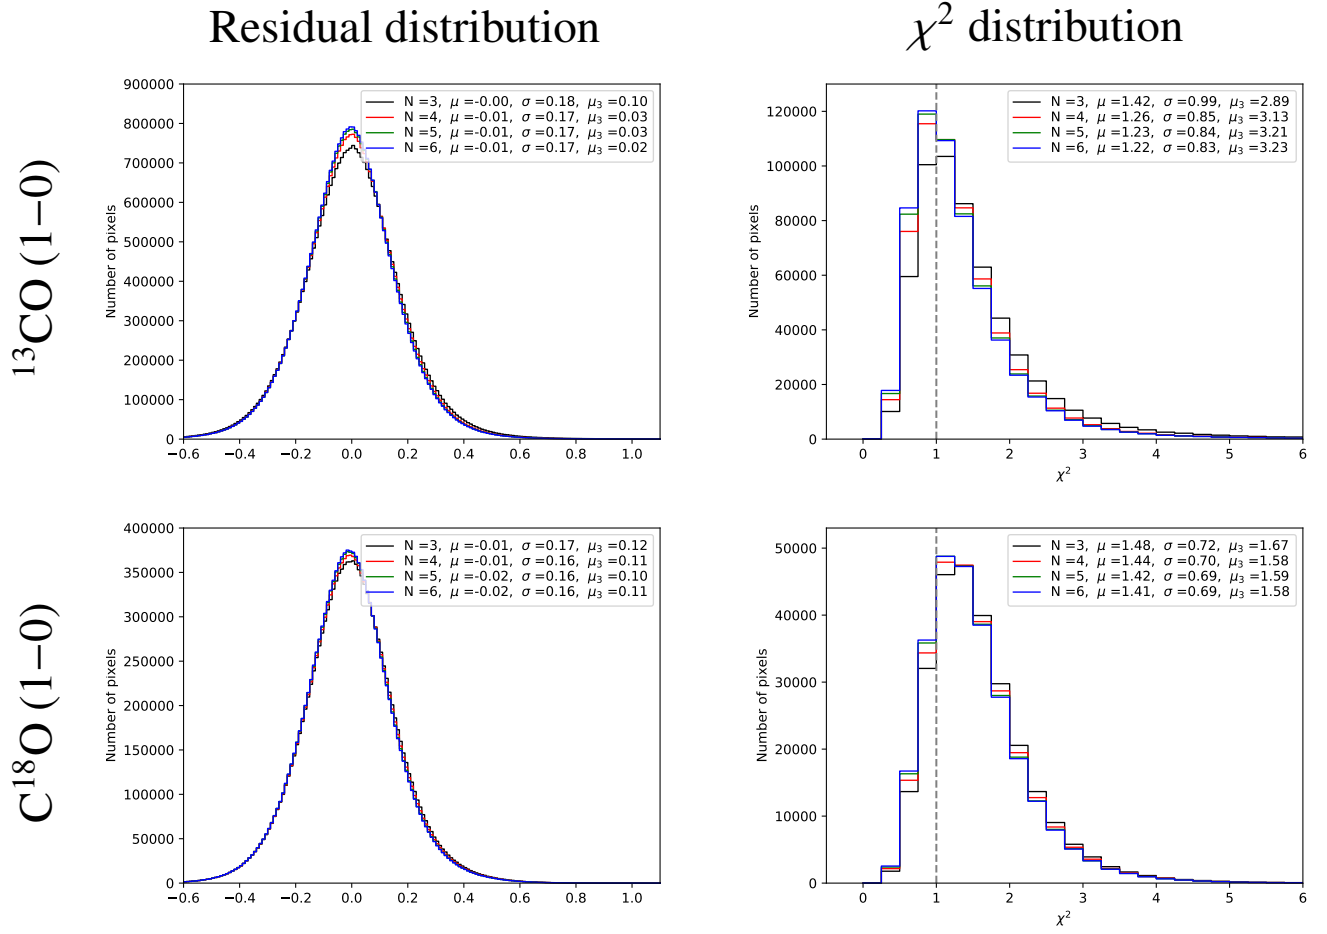 Residual distribution
χ² distribution
¹³CO (1−0)
900000
800000
700000
600000
500000
400000
300000
200000
100000
0
Number of pixels
N =3, μ =-0.00, σ =0.18, μ₃ =0.10
N =4, μ =-0.01, σ =0.17, μ₃ =0.03
N =5, μ =-0.01, σ =0.17, μ₃ =0.03
N =6, μ =-0.01, σ =0.17, μ₃ =0.02
−0.6 −0.4 −0.2 0.0 0.2 0.4 0.6 0.8 1.0
120000
100000
80000
60000
40000
20000
0
Number of pixels
N =3, μ =1.42, σ =0.99, μ₃ =2.89
N =4, μ =1.26, σ =0.85, μ₃ =3.13
N =5, μ =1.23, σ =0.84, μ₃ =3.21
N =6, μ =1.22, σ =0.83, μ₃ =3.23
0 1 2 3 4 5 6
χ²
C¹⁸O (1−0)
400000
350000
300000
250000
200000
150000
100000
50000
0
Number of pixels
N =3, μ =-0.01, σ =0.17, μ₃ =0.12
N =4, μ =-0.01, σ =0.16, μ₃ =0.11
N =5, μ =-0.02, σ =0.16, μ₃ =0.10
N =6, μ =-0.02, σ =0.16, μ₃ =0.11
−0.6 −0.4 −0.2 0.0 0.2 0.4 0.6 0.8 1.0
50000
40000
30000
20000
10000
0
Number of pixels
N =3, μ =1.48, σ =0.72, μ₃ =1.67
N =4, μ =1.44, σ =0.70, μ₃ =1.58
N =5, μ =1.42, σ =0.69, μ₃ =1.59
N =6, μ =1.41, σ =0.69, μ₃ =1.58
0 1 2 3 4 5 6
χ²